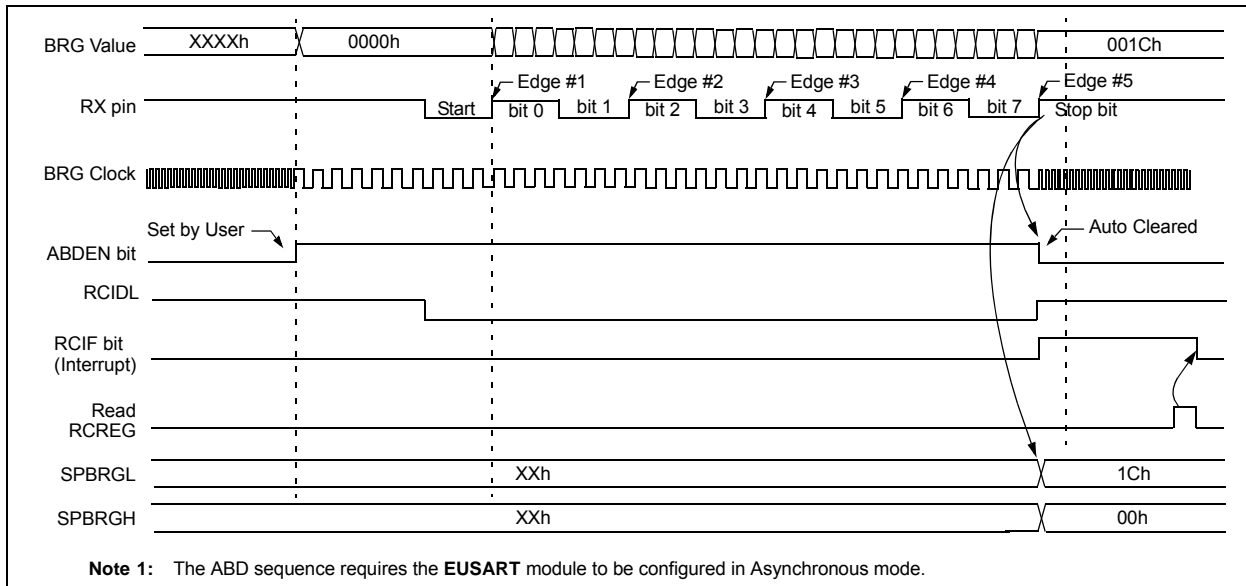 BRG Value XXXXh 0000h 001Ch
Edge #1 Edge #2 Edge #3 Edge #4 Edge #5
RX pin Start bit 0 bit 1 bit 2 bit 3 bit 4 bit 5 bit 6 bit 7 Stop bit
BRG Clock
Set by User Auto Cleared
ABDEN bit
RCIDL
RCIF bit
(Interrupt)
Read
RCREG
SPBRGL XXh 1Ch
SPBRGH XXh 00h
Note 1: The ABD sequence requires the EUSART module to be configured in Asynchronous mode.